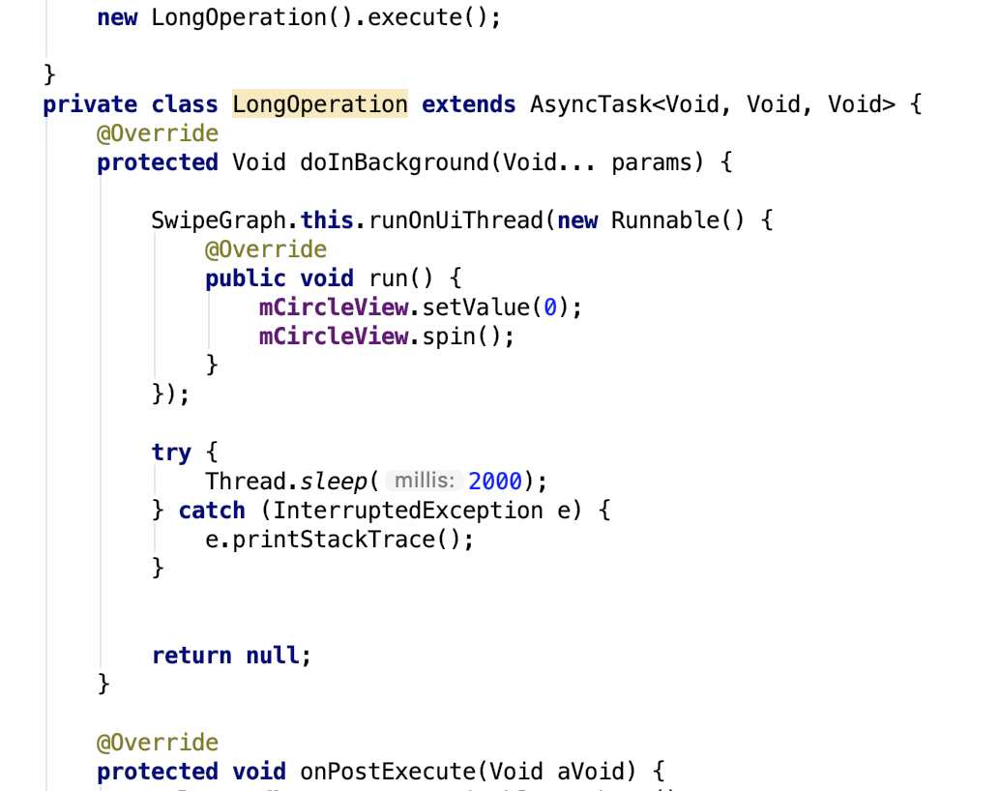 new LongOperation().execute();
}
private class LongOperation extends AsyncTask<Void, Void, Void> {
@Override
protected Void doInBackground(Void... params) {
SwipeGraph.this.runOnUiThread(new Runnable() {
@Override
public void run() {
mCircleView.setValue(0);
mCircleView.spin();
}
});
try {
Thread.sleep( millis: 2000);
} catch (InterruptedException e) {
e.printStackTrace();
}
return null;
}
@Override
protected void onPostExecute(Void aVoid) {